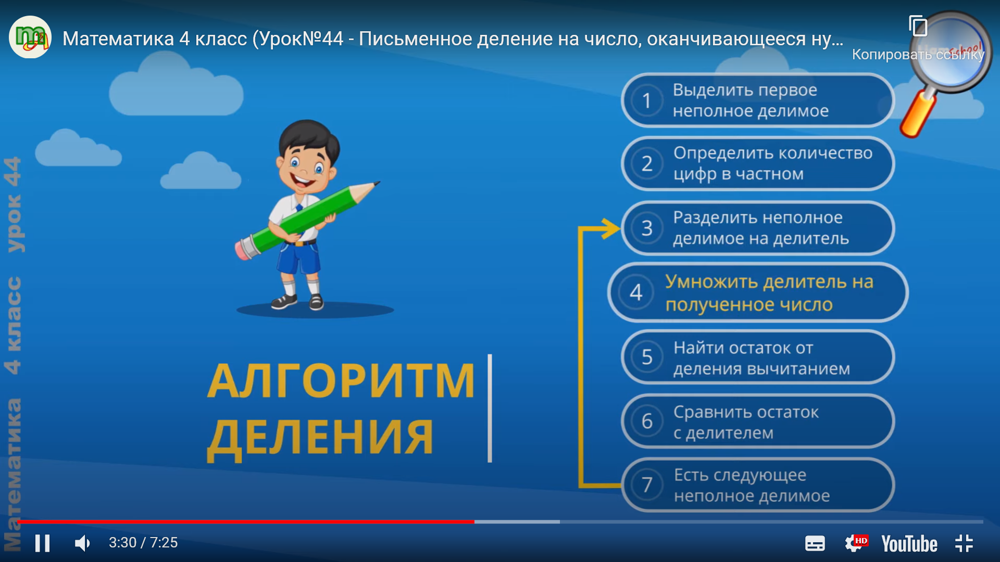 Математика 4 класс (Урок№44 - Письменное деление на число, оканчивающееся ну...
Копировать ссылку
School
1 Выделить первое
неполное делимое
2 Определить количество
цифр в частном
3 Разделить неполное
делимое на делитель
4 Умножить делитель на
полученное число
5 Найти остаток от
деления вычитанием
6 Сравнить остаток
с делителем
7 Есть следующее
неполное делимое
АЛГОРИТМ
ДЕЛЕНИЯ
Математика 4 класс урок 44
3:30 / 7:25
HD
YouTube